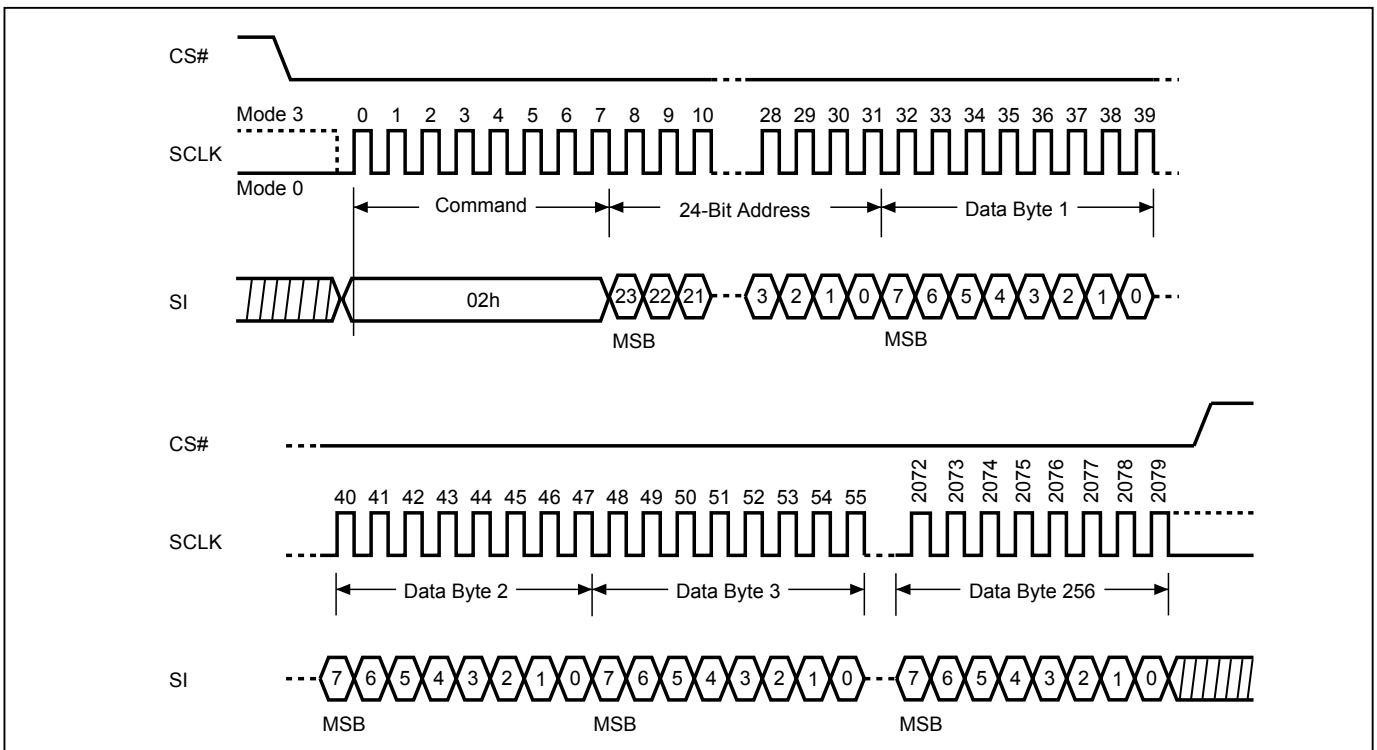 CS#
Mode 3
0 1 2 3 4 5 6 7 8 9 10 28 29 30 31 32 33 34 35 36 37 38 39
SCLK
Mode 0
Command 24-Bit Address Data Byte 1
SI 02h 23 22 21 3 2 1 0 7 6 5 4 3 2 1 0
MSB MSB
CS#
2072 2073 2074 2075 2076 2077 2078 2079
40 41 42 43 44 45 46 47 48 49 50 51 52 53 54 55
SCLK
Data Byte 2 Data Byte 3 Data Byte 256
SI 7 6 5 4 3 2 1 0 7 6 5 4 3 2 1 0 7 6 5 4 3 2 1 0
MSB MSB MSB